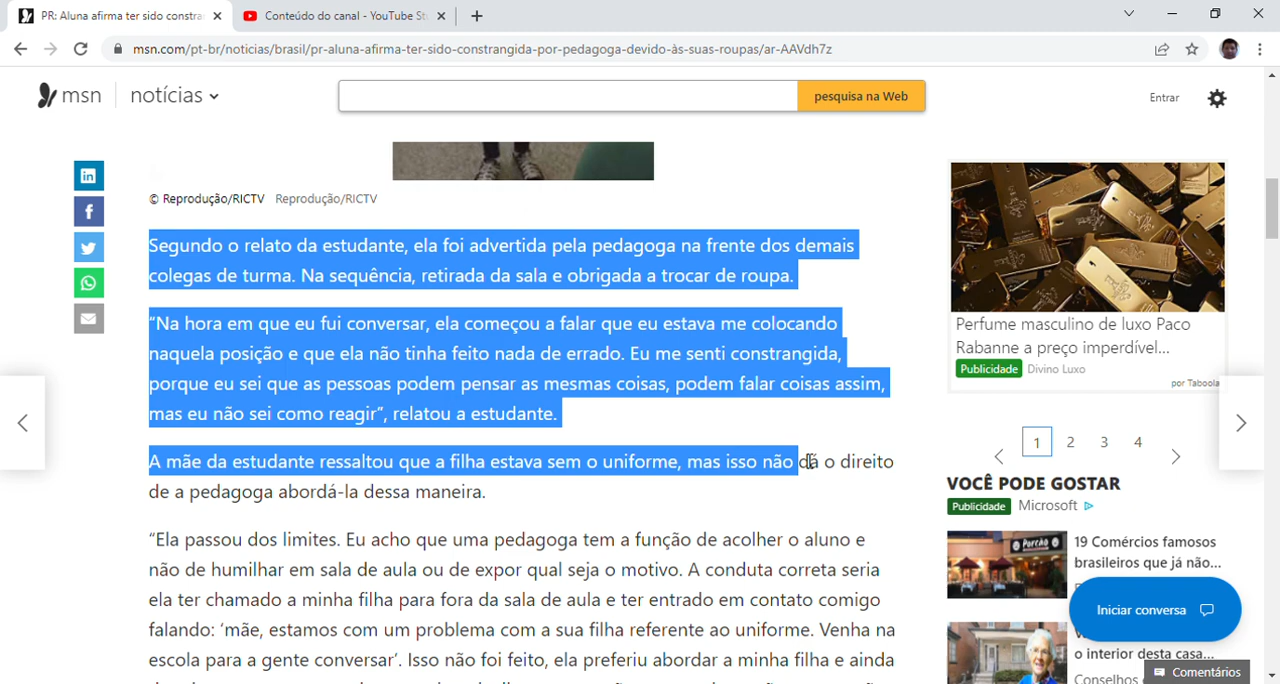 PR: Aluna afirma ter sido constra
Conteúdo do canal - YouTube St
msn.com/pt-br/noticias/brasil/pr-aluna-afirma-ter-sido-constrangida-por-pedagoga-devido-às-suas-roupas/ar-AAVdh7z
msn
notícias
pesquisa na Web
Entrar
© Reprodução/RICTV Reprodução/RICTV
Segundo o relato da estudante, ela foi advertida pela pedagoga na frente dos demais
colegas de turma. Na sequência, retirada da sala e obrigada a trocar de roupa.
“Na hora em que eu fui conversar, ela começou a falar que eu estava me colocando
naquela posição e que ela não tinha feito nada de errado. Eu me senti constrangida,
porque eu sei que as pessoas podem pensar as mesmas coisas, podem falar coisas assim,
mas eu não sei como reagir”, relatou a estudante.
A mãe da estudante ressaltou que a filha estava sem o uniforme, mas isso não dá o direito
de a pedagoga abordá-la dessa maneira.
“Ela passou dos limites. Eu acho que uma pedagoga tem a função de acolher o aluno e
não de humilhar em sala de aula ou de expor qual seja o motivo. A conduta correta seria
ela ter chamado a minha filha para fora da sala de aula e ter entrado em contato comigo
falando: ‘mãe, estamos com um problema com a sua filha referente ao uniforme. Venha na
escola para a gente conversar’. Isso não foi feito, ela preferiu abordar a minha filha e ainda
Perfume masculino de luxo Paco
Rabanne a preço imperdível...
Publicidade Divino Luxo
por Taboola
1 2 3 4
VOCÊ PODE GOSTAR
Publicidade Microsoft
19 Comércios famosos
brasileiros que já não...
Iniciar conversa
o interior desta casa...
Conselhos
Comentários